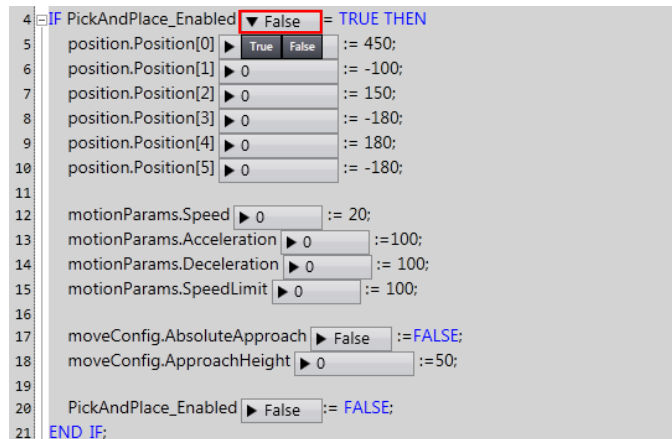 4 IF PickAndPlace_Enabled ▼ False = TRUE THEN
5 position.Position[0] ▶ True False := 450;
6 position.Position[1] ▶ 0 := -100;
7 position.Position[2] ▶ 0 := 150;
8 position.Position[3] ▶ 0 := -180;
9 position.Position[4] ▶ 0 := 180;
10 position.Position[5] ▶ 0 := -180;
11
12 motionParams.Speed ▶ 0 := 20;
13 motionParams.Acceleration ▶ 0 :=100;
14 motionParams.Deceleration ▶ 0 := 100;
15 motionParams.SpeedLimit ▶ 0 := 100;
16
17 moveConfig.AbsoluteApproach ▶ False :=FALSE;
18 moveConfig.ApproachHeight ▶ 0 :=50;
19
20 PickAndPlace_Enabled ▶ False := FALSE;
21 END_IF;